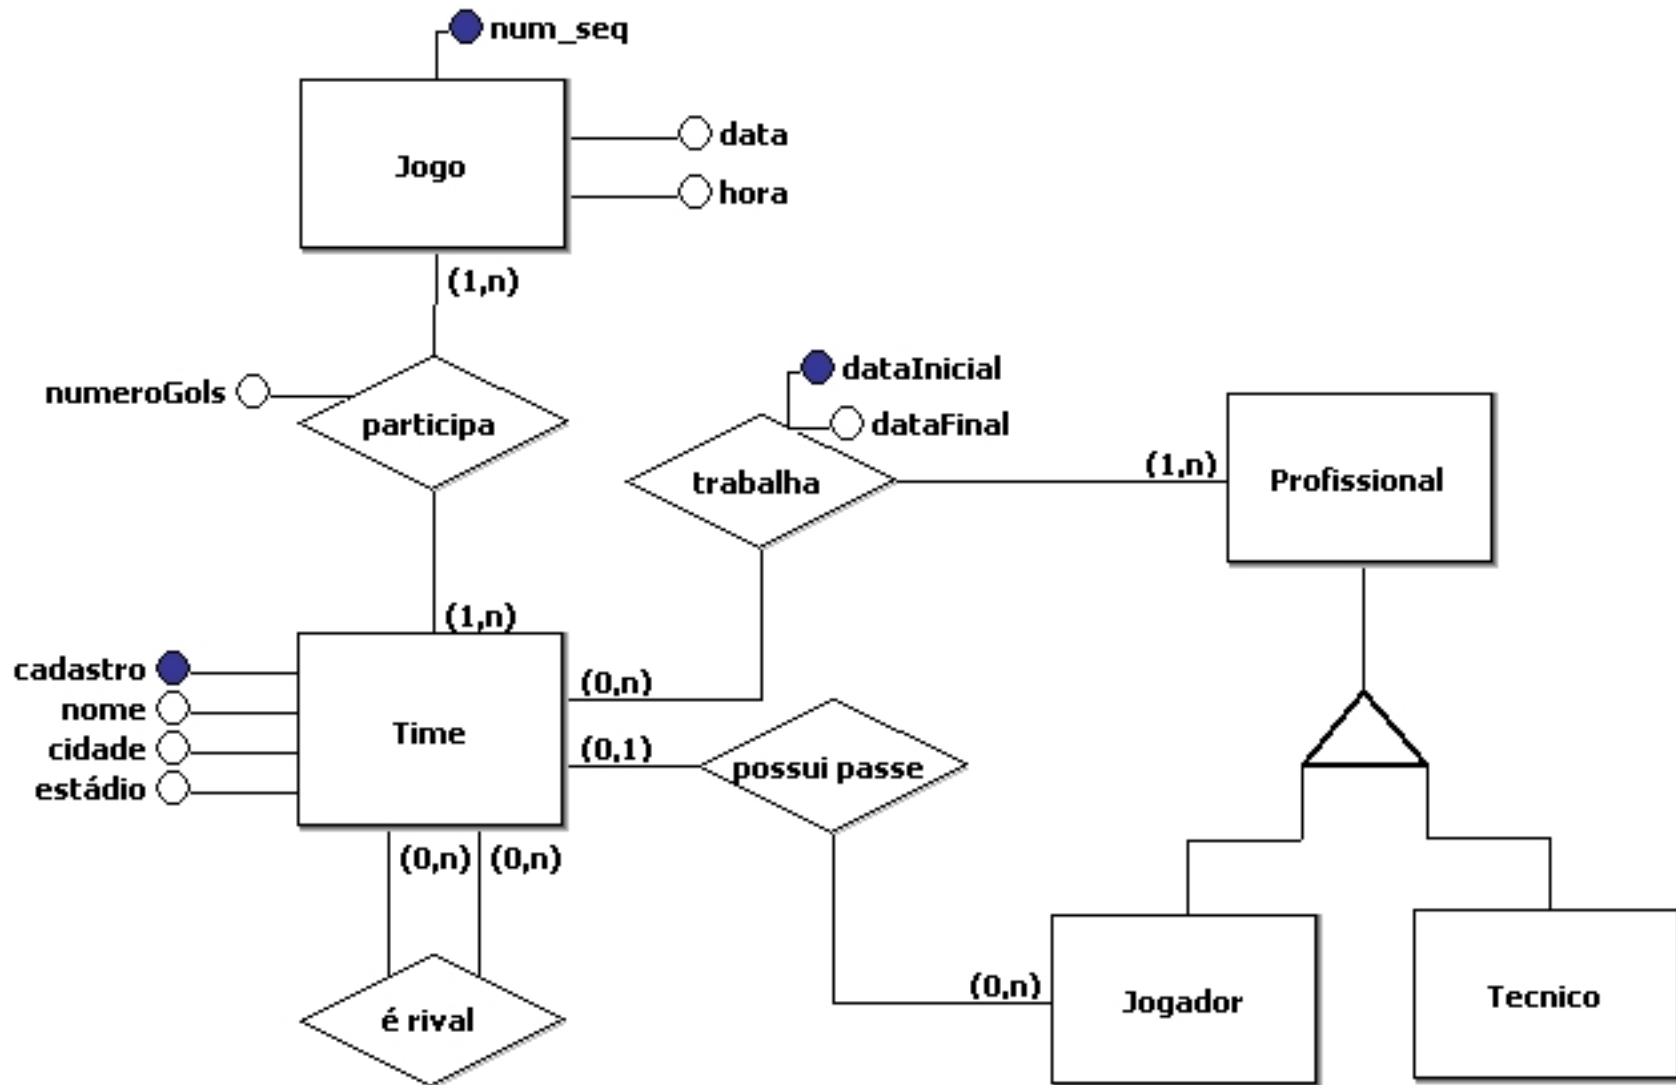 num_seq
Jogo
data
hora
(1,n)
numeroGols
participa
dataInicial
dataFinal
trabalha
(1,n)
Profissional
(1,n)
cadastro
nome
cidade
estádio
Time
(0,n)
(0,1)
possui passe
(0,n)
(0,n)
é rival
(0,n)
Jogador
Tecnico